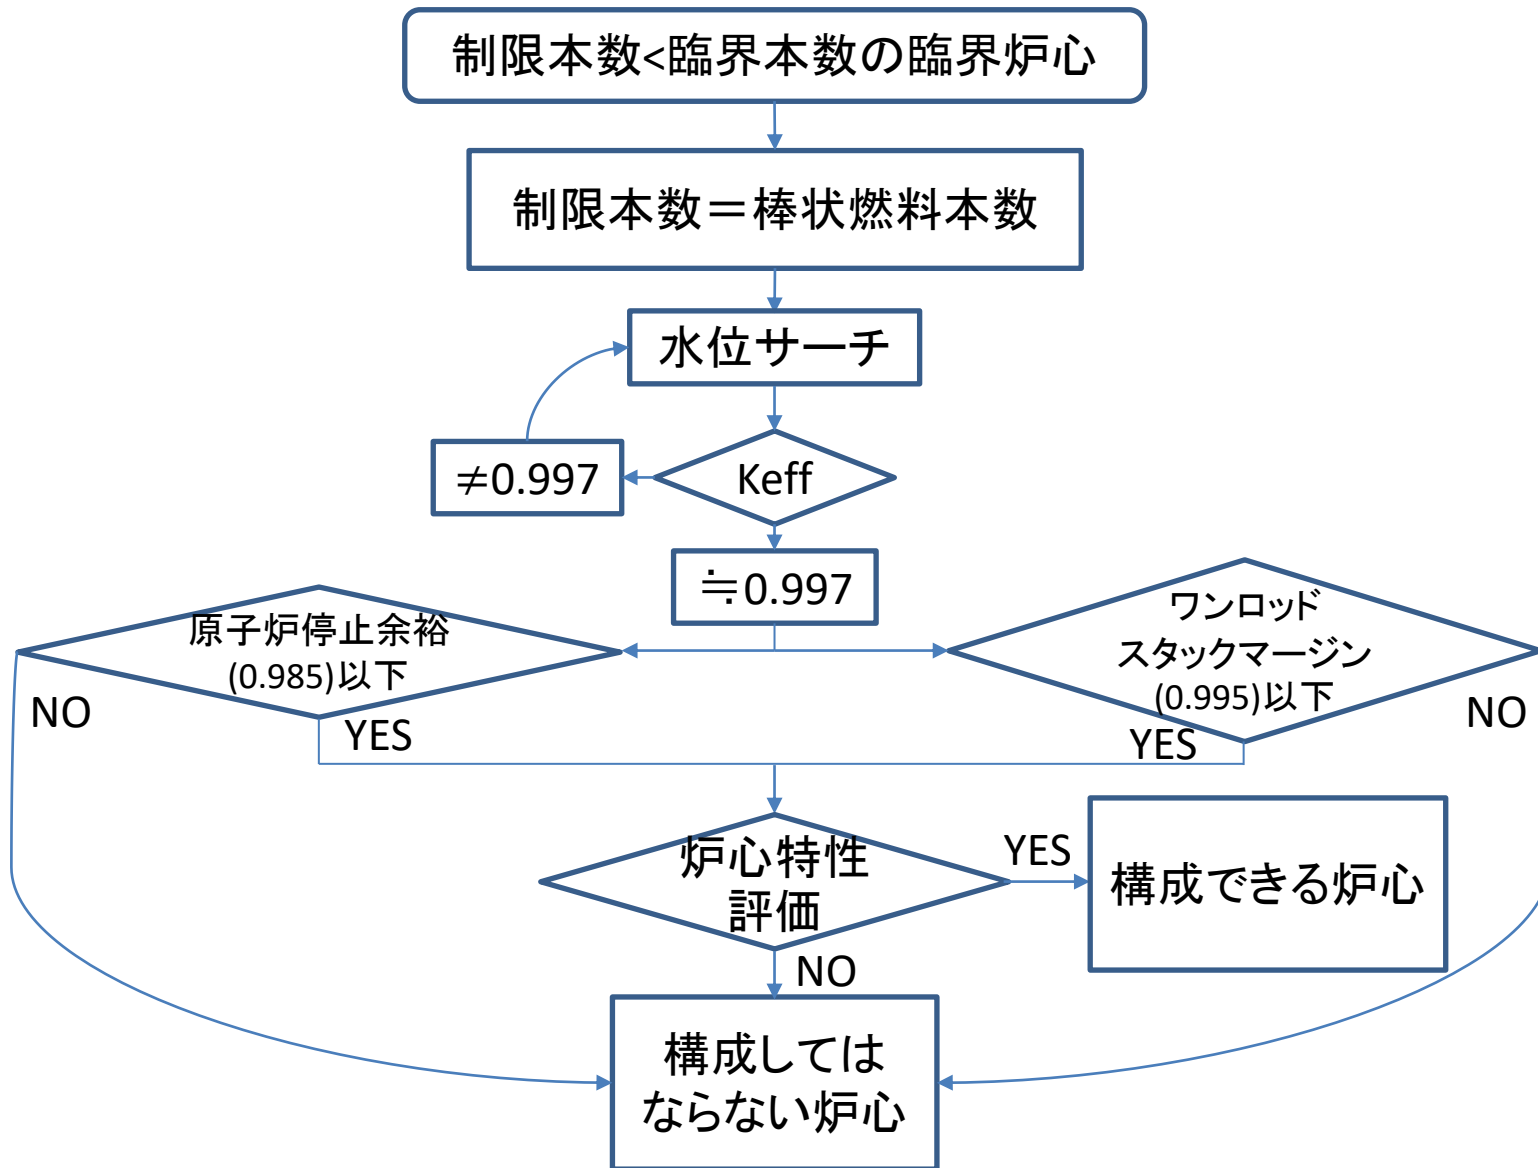 制限本数<臨界本数の臨界炉心
制限本数＝棒状燃料本数
水位サーチ
≠0.997
Keff
≒0.997
原子炉停止余裕
(0.985)以下
ワンロッド
スタックマージン
(0.995)以下
NO
YES
YES
NO
炉心特性
評価
YES
構成できる炉心
NO
構成しては
ならない炉心